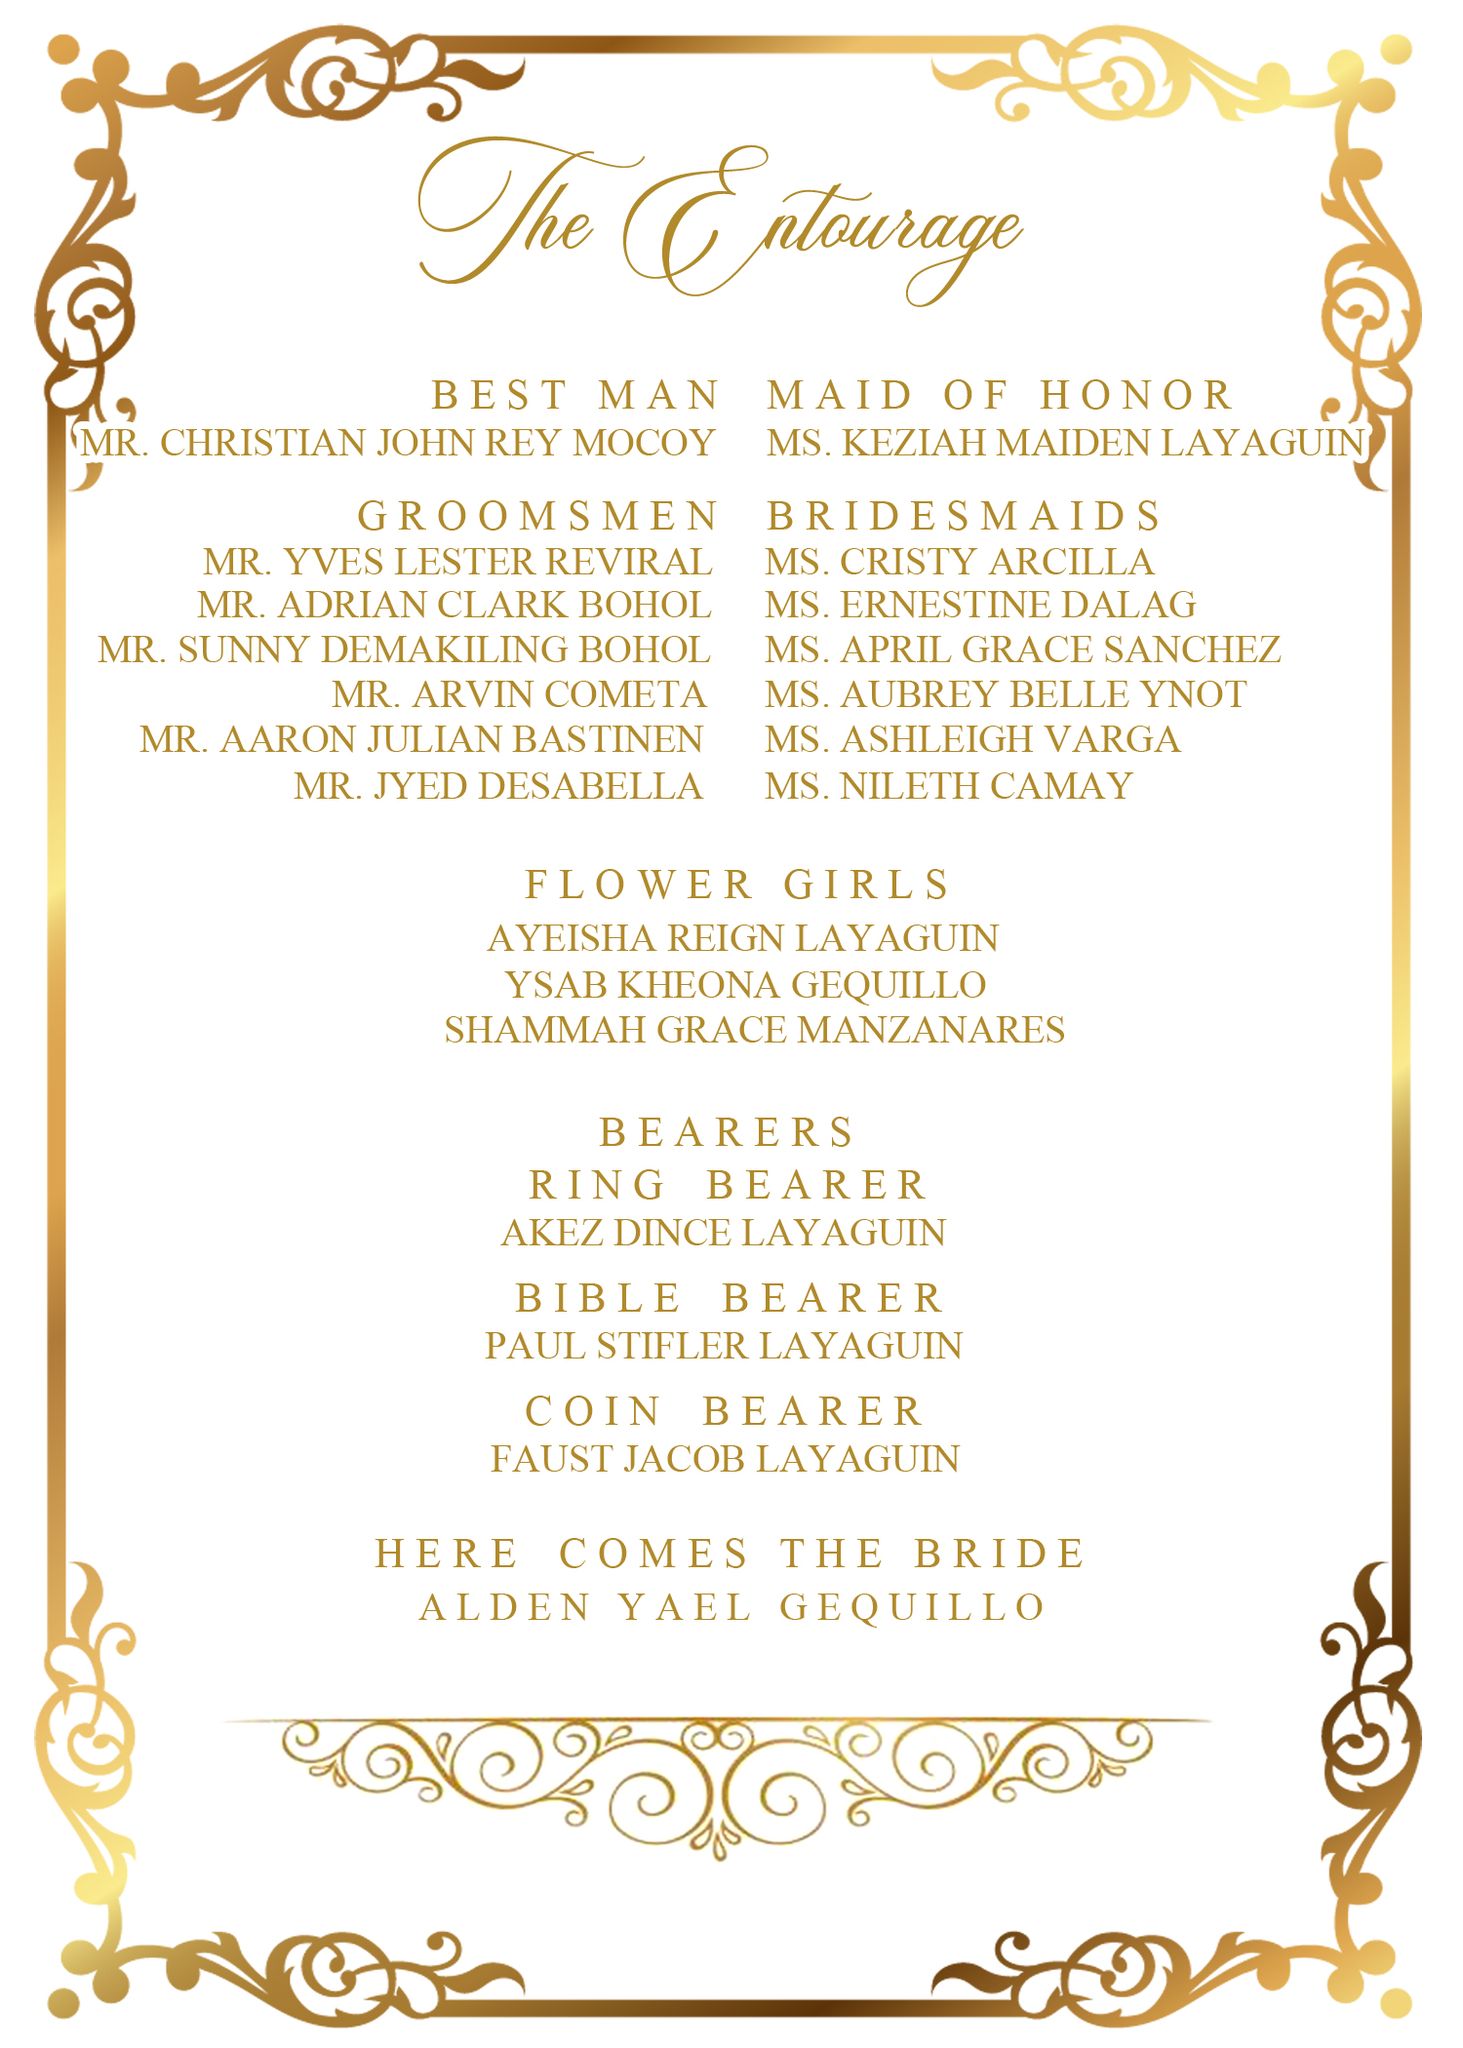 The Entourage
BEST MAN MAID OF HONOR
MR. CHRISTIAN JOHN REY MOCOY MS. KEZIAH MAIDEN LAYAGUIN
GROOMSMEN BRIDESMAIDS
MR. YVES LESTER REVIRAL MS. CRISTY ARCILLA
MR. ADRIAN CLARK BOHOL MS. ERNESTINE DALAG
MR. SUNNY DEMAKILING BOHOL MS. APRIL GRACE SANCHEZ
MR. ARVIN COMETA MS. AUBREY BELLE YNOT
MR. AARON JULIAN BASTINEN MS. ASHLEIGH VARGA
MR. JYED DESABELLA MS. NILETH CAMAY
FLOWER GIRLS
AYEISHA REIGN LAYAGUIN
YSAB KHEONA GEQUILLO
SHAMMAH GRACE MANZANARES
BEARERS
RING BEARER
AKEZ DINCE LAYAGUIN
BIBLE BEARER
PAUL STIFLER LAYAGUIN
COIN BEARER
FAUST JACOB LAYAGUIN
HERE COMES THE BRIDE
ALDEN YAEL GEQUILLO